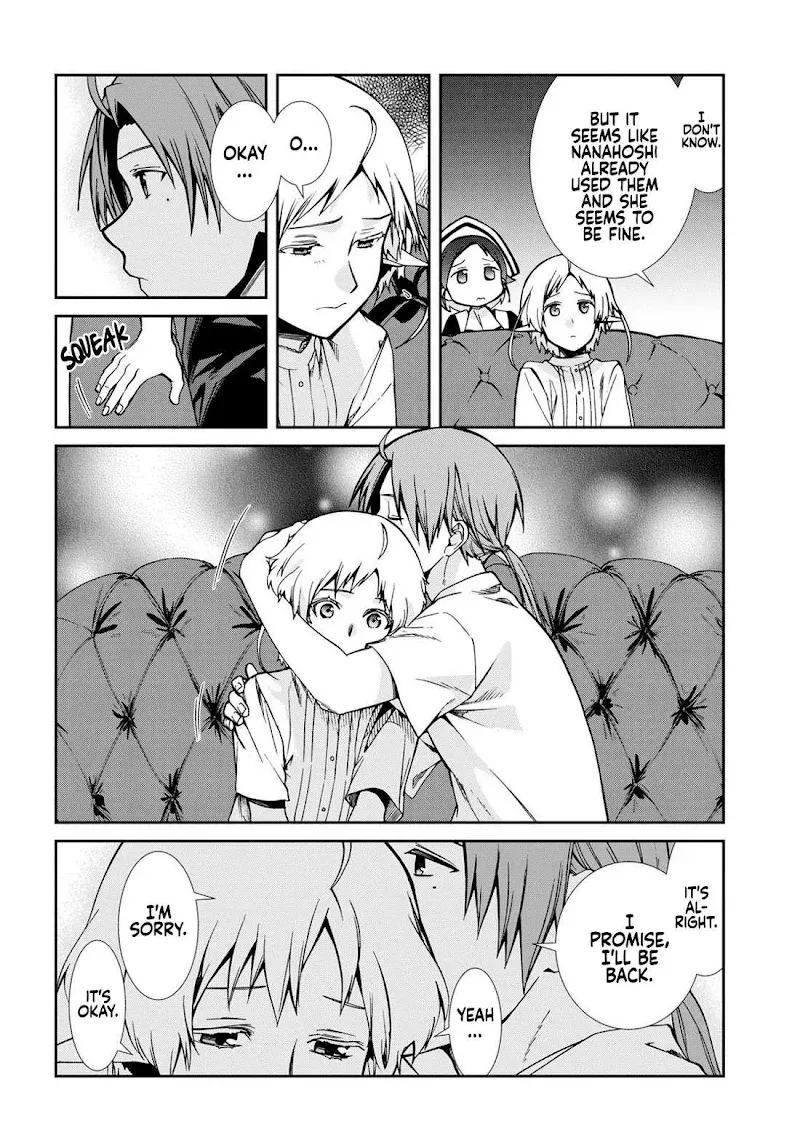 I
DON'T
KNOW.
BUT IT
SEEMS LIKE
NANAHOSHI
ALREADY
USED THEM
AND SHE
SEEMS TO
BE FINE.
O...
OKAY
...
SQUEAK
IT'S
AL-
RIGHT.
I
PROMISE,
I'LL BE
BACK.
YEAH
...
I'M
SORRY.
IT'S
OKAY.